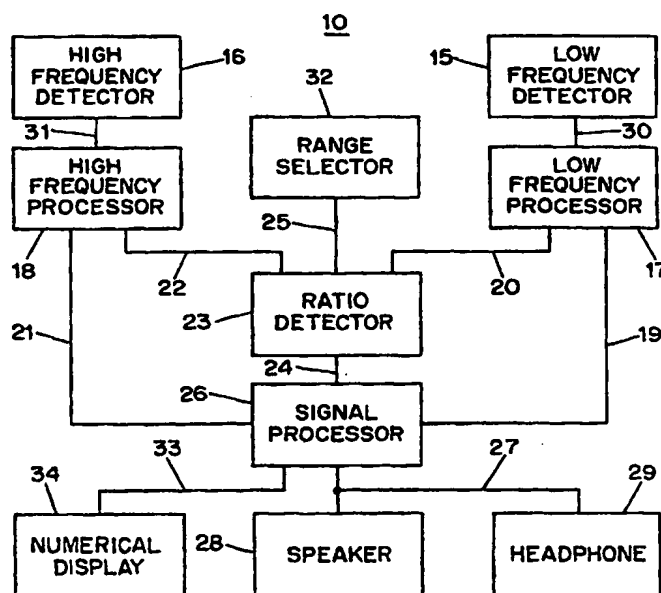 10
HIGH
FREQUENCY
DETECTOR
16
15
LOW
FREQUENCY
DETECTOR
32
31
30
RANGE
SELECTOR
HIGH
FREQUENCY
PROCESSOR
LOW
FREQUENCY
PROCESSOR
25
18
22
20
17
23
RATIO
DETECTOR
21
19
24
26
SIGNAL
PROCESSOR
33
27
34
29
NUMERICAL
DISPLAY
28
SPEAKER
HEADPHONE